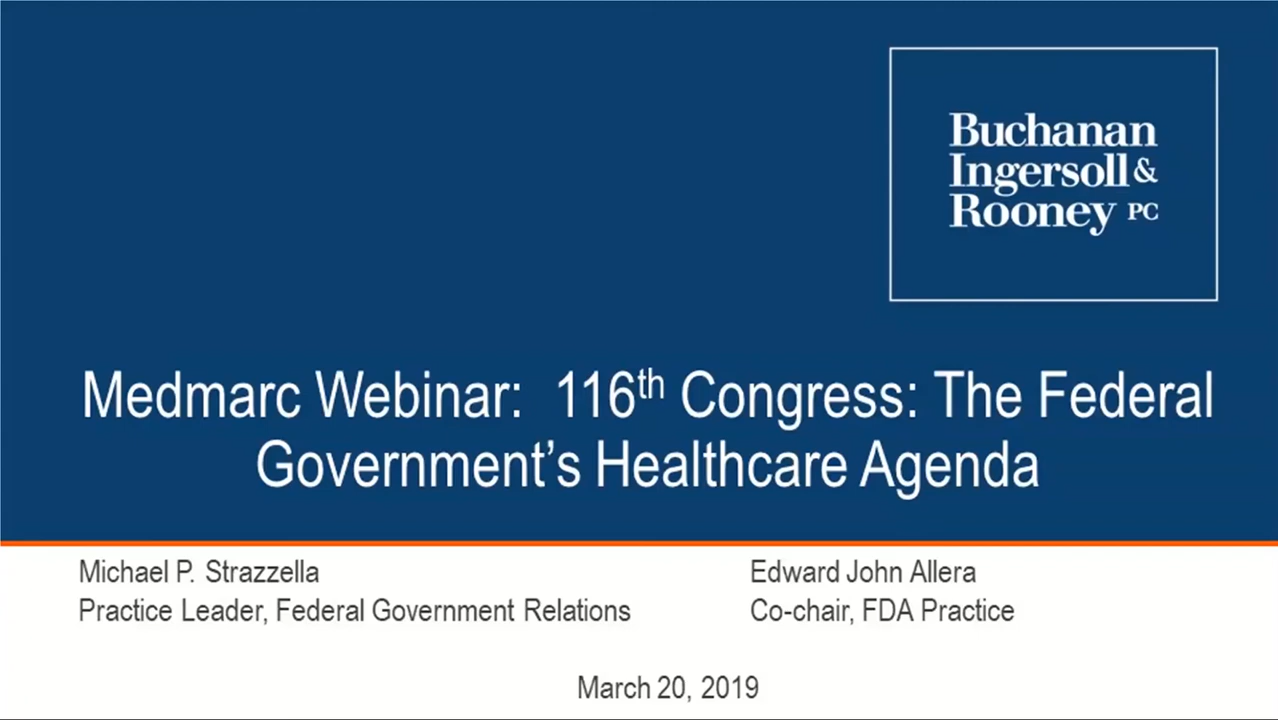 Buchanan
Ingersoll &
Rooney PC
Medmarc Webinar: 116th Congress: The Federal
Government's Healthcare Agenda
Michael P. Strazzella
Practice Leader, Federal Government Relations
Edward John Allera
Co-chair, FDA Practice
March 20, 2019